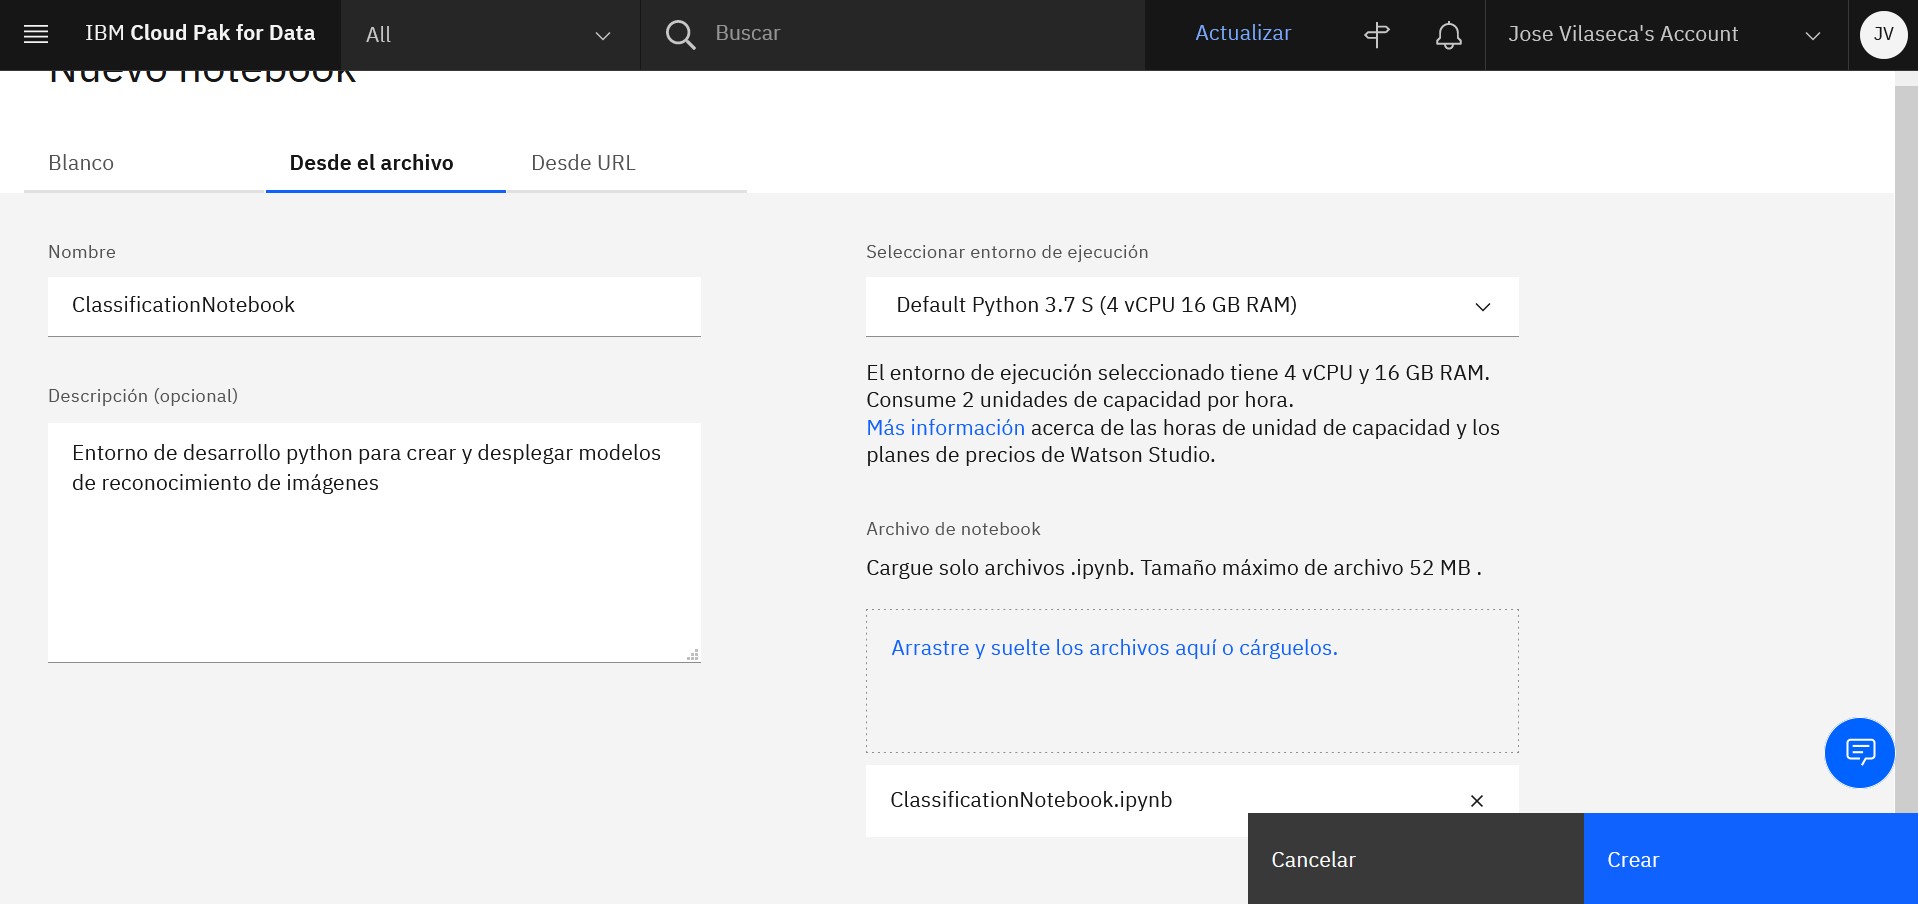 IBM Cloud Pak for Data
All
Buscar
Actualizar
Jose Vilaseca's Account
JV
Nuevo notebook
Blanco
Desde el archivo
Desde URL
Nombre
ClassificationNotebook
Descripción (opcional)
Entorno de desarrollo python para crear y desplegar modelos
de reconocimiento de imágenes
Seleccionar entorno de ejecución
Default Python 3.7 S (4 vCPU 16 GB RAM)
El entorno de ejecución seleccionado tiene 4 vCPU y 16 GB RAM.
Consume 2 unidades de capacidad por hora.
Más información acerca de las horas de unidad de capacidad y los
planes de precios de Watson Studio.
Archivo de notebook
Cargue solo archivos .ipynb. Tamaño máximo de archivo 52 MB .
Arrastre y suelte los archivos aquí o cárguelos.
ClassificationNotebook.ipynb
Cancelar
Crear